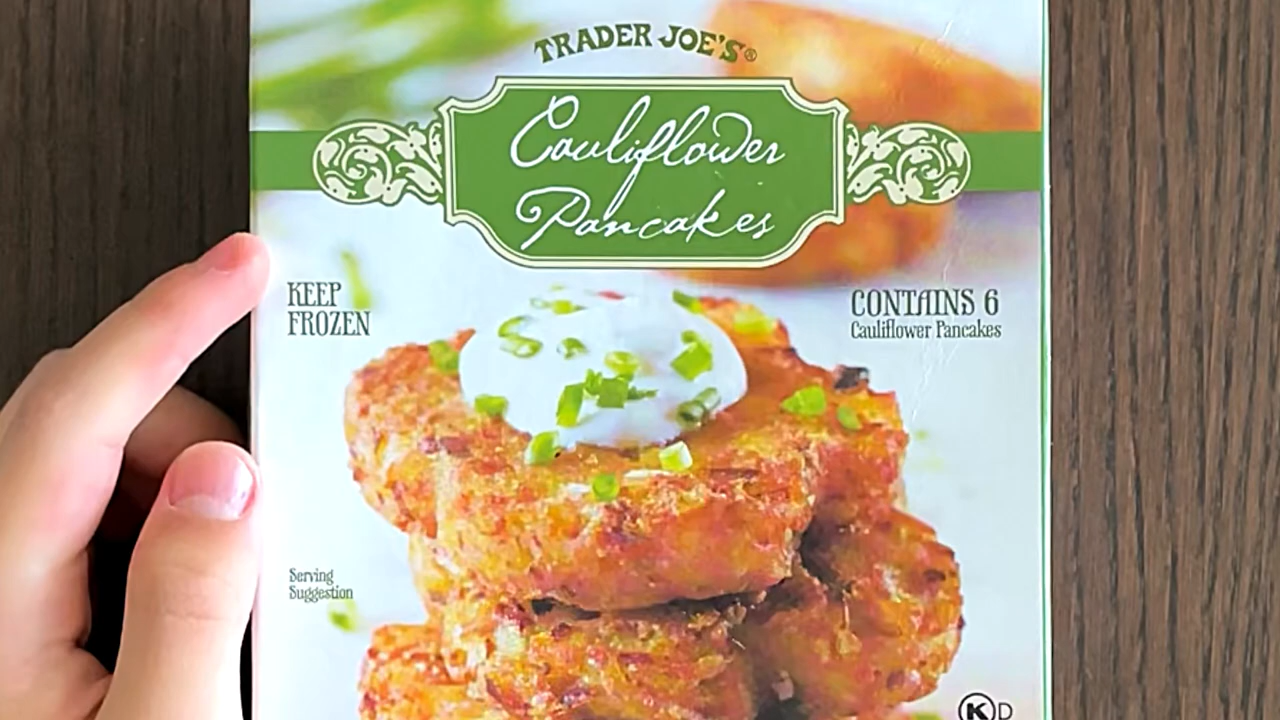 TRADER JOE'S®
Cauliflower
Pancakes
KEEP
FROZEN
CONTAINS 6
Cauliflower Pancakes
Serving
Suggestion
K D